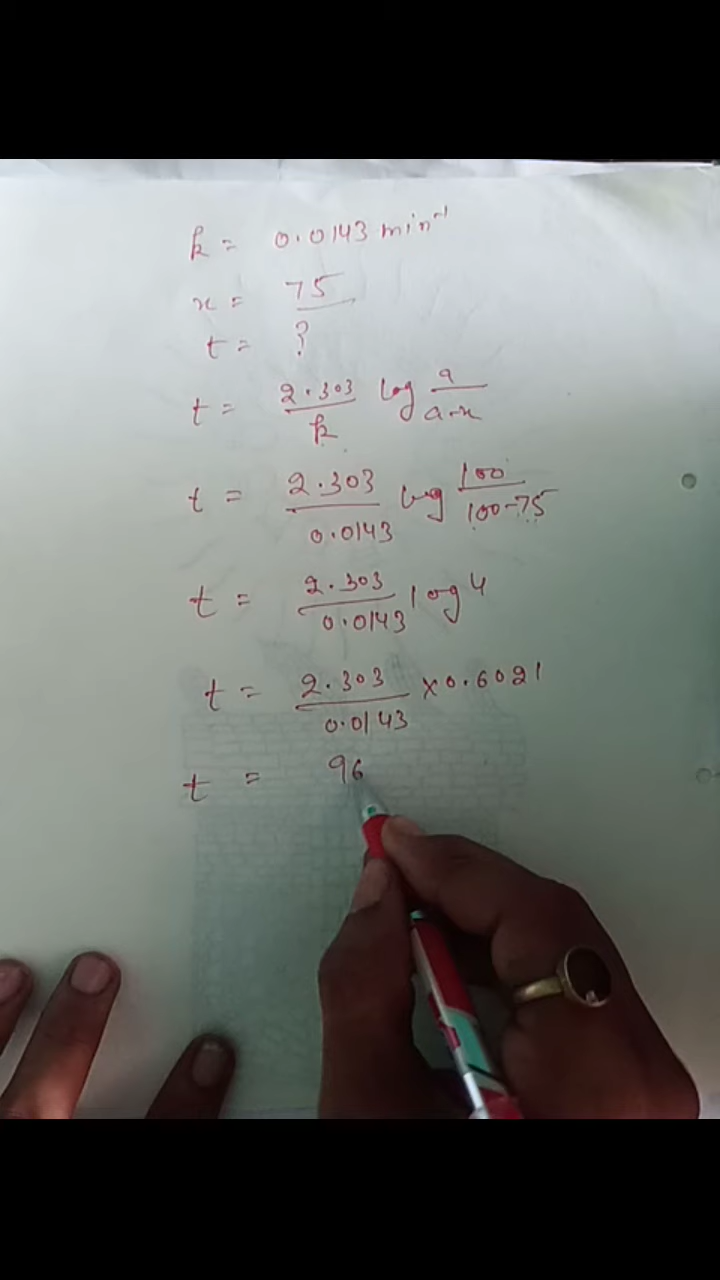 k = 0.0143 min⁻¹
x = 75
t = ?
t = 2.303/k log a/a-x
t = 2.303/0.0143 log 100/100-75
t = 2.303/0.0143 log 4
t = 2.303/0.0143 × 0.6021
t = 96